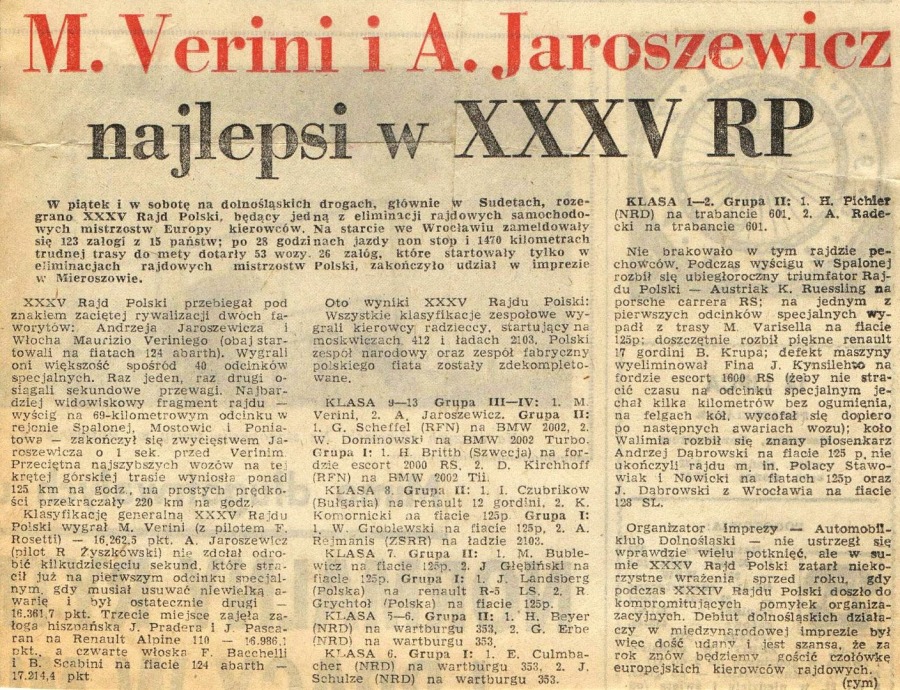 M. Verini i A. Jaroszewicz
najlepsi w XXXV RP
W piątek i w sobotę na dolnośląskich drogach, głównie w Sudetach, roze-
grano XXXV Rajd Polski, będący jedną z eliminacji rajdowych samochodo-
wych mistrzostw Europy kierowców. Na starcie we Wrocławiu zameldowały
się 123 załogi z 15 państw; po 28 godzinach jazdy non stop i 1470 kilometrach
trudnej trasy do mety dotarły 53 wozy. 26 załóg, które startowały tylko w
eliminacjach rajdowych mistrzostw Polski, zakończyło udział w imprezie
w Mieroszowie.
XXXV Rajd Polski przebiegał pod
znakiem zaciętej rywalizacji dwóch fa-
worytów: Andrzeja Jaroszewicza i
Włocha Maurizio Veriniego (obaj star-
towali na fiatach 124 abarth). Wygrali
oni większość spośród 40 odcinków
specjalnych. Raz jeden, raz drugi o-
siągali sekundowe przewagi. Najbar-
dziej widowiskowy fragment rajdu —
wyścig na 69-kilometrowym odcinku w
rejonie Spalonej, Mostowic i Ponia-
towa — zakończył się zwycięstwem Ja-
roszewicza o 1 sek. przed Verinim.
Przeciętna najszybszych wozów na tej
krętej górskiej trasie wyniosła ponad
125 km na godz., na prostych prędko-
ści przekraczały 220 km na godz.
Klasyfikację generalną XXXV Rajdu
Polski wygrał M. Verini (z pilotem F.
Rosetti) — 16.262,5 pkt. A. Jaroszewicz
(pilot R Żyszkowski) nie zdołał odro-
bić kilkudziesięciu sekund, które stra-
cił już na pierwszym odcinku specjal-
nym, gdy musiał usuwać niewielką a-
warię i był ostatecznie drugi —
16.361,7 pkt. Trzecie miejsce zajęła za-
łoga hiszpańska J. Pradera i J. Pasca-
ran na Renault Alpine 110 — 16.986,1
pkt., a czwarte włoska F. Bacchelli
i B. Scabini na fiacie 124 abarth —
17.214,4 pkt.
Oto wyniki XXXV Rajdu Polski:
Wszystkie klasyfikacje zespołowe wy-
grali kierowcy radzieccy, startujący na
moskwiczach 412 i ładach 2103. Polski
zespół narodowy oraz zespół fabryczny
polskiego fiata zostały zdekompleto-
wane.
KLASA 9—13 Grupa III—IV: 1. M.
Verini, 2. A. Jaroszewicz. Grupa II:
1. G. Scheffel (RFN) na BMW 2002, 2.
W. Dominowski na BMW 2002 Turbo.
Grupa I: 1. H. Britth (Szwecja) na for-
dzie escort 2000 RS, 2. D. Kirchhoff
(RFN) na BMW 2002 Tii.
KLASA 8. Grupa II: 1. I. Czubrikow
(Bułgaria) na renault 12 gordini, 2. K.
Komornicki na fiacie 125p. Grupa I:
1. W. Groblewski na fiacie 125p, 2. A.
Rejmanis (ZSRR) na ładzie 2103.
KLASA 7. Grupa II: 1. M. Buble-
wicz na fiacie 125p. 2. J Głębiński na
fiacie 125p. Grupa I: 1. J. Landsberg
(Polska) na renault R-5 LS, 2. R.
Grychtoł (Polska) na fiacie 125p.
KLASA 5—6. Grupa II: 1. H. Beyer
(NRD) na wartburgu 353, 2. G. Erbe
(NRD) na wartburgu 353.
KLASA 6. Grupa I: 1. E. Culmba-
cher (NRD) na wartburgu 353, 2. J.
Schulze (NRD) na wartburgu 353.
KLASA 1—2. Grupa II: 1. H. Pichler
(NRD) na trabancie 601, 2. A. Rade-
cki na trabancie 601.
Nie brakowało w tym rajdzie pe-
chowców. Podczas wyścigu w Spalonej
rozbił się ubiegłoroczny triumfator Raj-
du Polski — Austriak K. Ruessling na
porsche carrera RS; na jednym z
pierwszych odcinków specjalnych wy-
padł z trasy M. Varisella na fiacie
125p; doszczętnie rozbił piękne renault
17 gordini B. Krupa; defekt maszyny
wyeliminował Fina J. Kynsilehto na
fordzie escort 1600 RS (żeby nie stra-
cić czasu na odcinku specjalnym je-
chał kilka kilometrów bez ogumienia,
na felgach kół, wycofał się dopiero
po następnych awariach wozu); koło
Walimia rozbił się znany piosenkarz
Andrzej Dąbrowski na fiacie 125 p, nie
ukończyli rajdu m. in. Polacy Stawo-
wiak i Nowicki na fiatach 125p oraz
J. Dąbrowski z Wrocławia na fiacie
128 SL.
Organizator imprezy — Automobil-
klub Dolnośląski — nie ustrzegł się
wprawdzie wielu potknięć, ale w su-
mie XXXV Rajd Polski zatarł nieko-
rzystne wrażenia sprzed roku, gdy
podczas XXXIV Rajdu Polski doszło do
kompromitujących pomyłek organiza-
zacyjnych. Debiut dolnośląskich działa-
czy w międzynarodowej imprezie był
więc dość udany i jest szansa, że za
rok znów będziemy gościć czołówkę
europejskich kierowców rajdowych.
(rym)